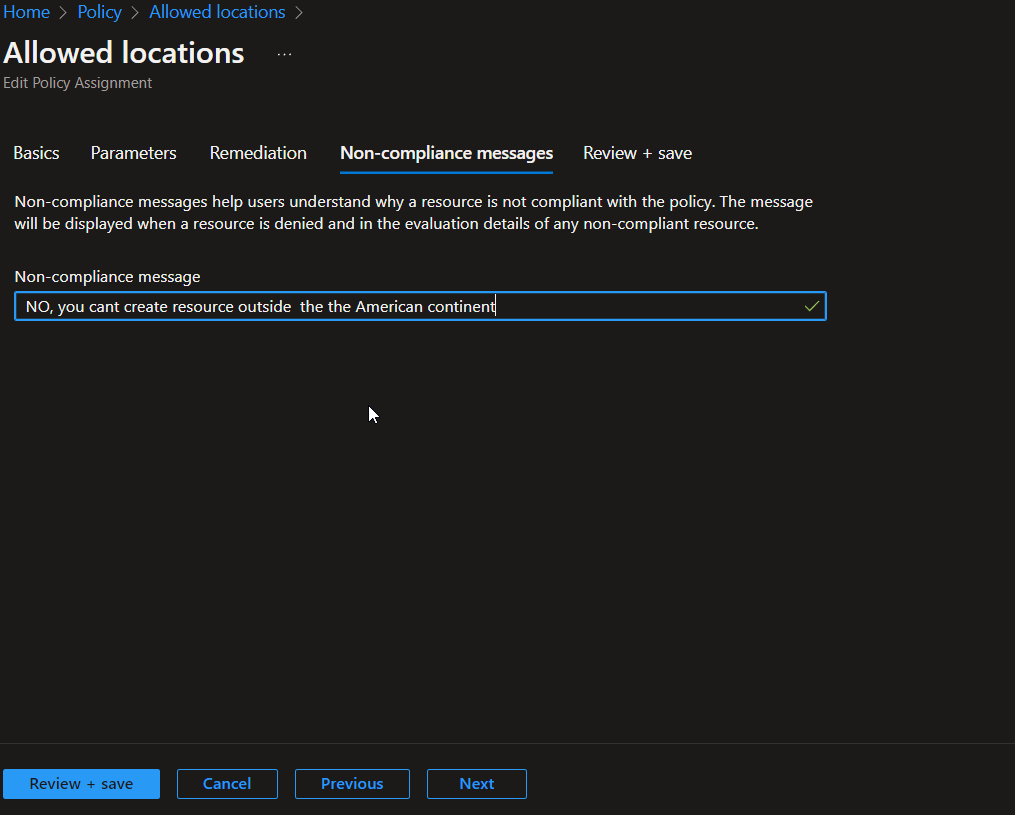 Home > Policy > Allowed locations >
Allowed locations ...
Edit Policy Assignment
Basics Parameters Remediation Non-compliance messages Review + save
Non-compliance messages help users understand why a resource is not compliant with the policy. The message
will be displayed when a resource is denied and in the evaluation details of any non-compliant resource.
Non-compliance message
NO, you cant create resource outside  the the American continent
Review + save Cancel Previous Next